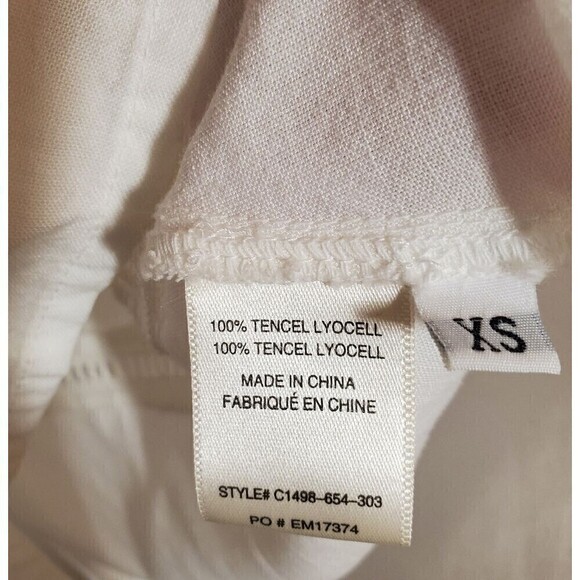 100% TENCEL LYOCELL
100% TENCEL LYOCELL
MADE IN CHINA
FABRIQUÉ EN CHINE
STYLE# C1498-654-303
PO # EM17374
XS